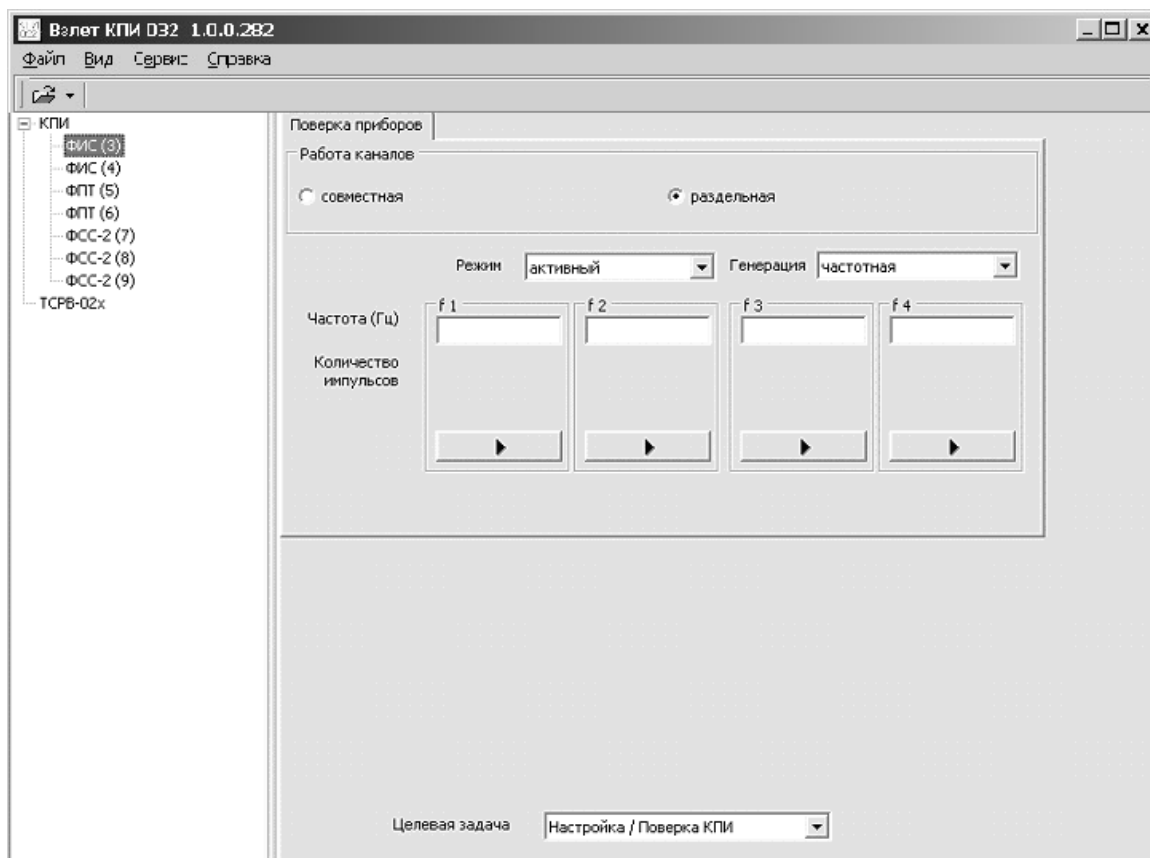 Взлет КПИ D32 1.0.0.282
Файл Вид Сервис Справка
КПИ
ФИС (3)
ФИС (4)
ФПТ (5)
ФПТ (6)
ФСС-2 (7)
ФСС-2 (8)
ФСС-2 (9)
ТСРВ-02x
Поверка приборов
Работа каналов
совместная раздельная
Режим активный Генерация частотная
f 1 f 2 f 3 f 4
Частота (Гц)
Количество
импульсов
Целевая задача Настройка / Поверка КПИ